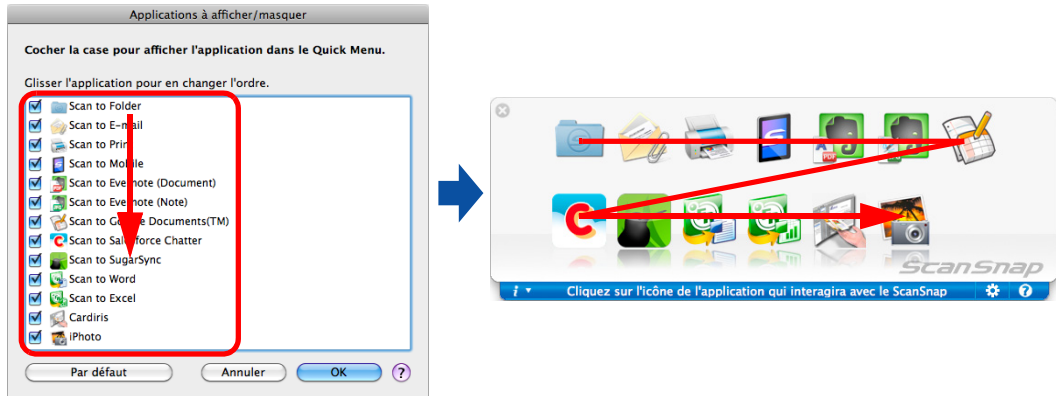 Applications à afficher/masquer
Cocher la case pour afficher l'application dans le Quick Menu.
Glisser l'application pour en changer l'ordre.
Scan to Folder
Scan to E-mail
Scan to Print
Scan to Mobile
Scan to Evernote (Document)
Scan to Evernote (Note)
Scan to Google Documents(TM)
Scan to Salesforce Chatter
Scan to SugarSync
Scan to Word
Scan to Excel
Cardiris
iPhoto
Par défaut
Annuler
OK
?
PDF
ScanSnap
i
Cliquez sur l'icône de l'application qui interagira avec le ScanSnap
?